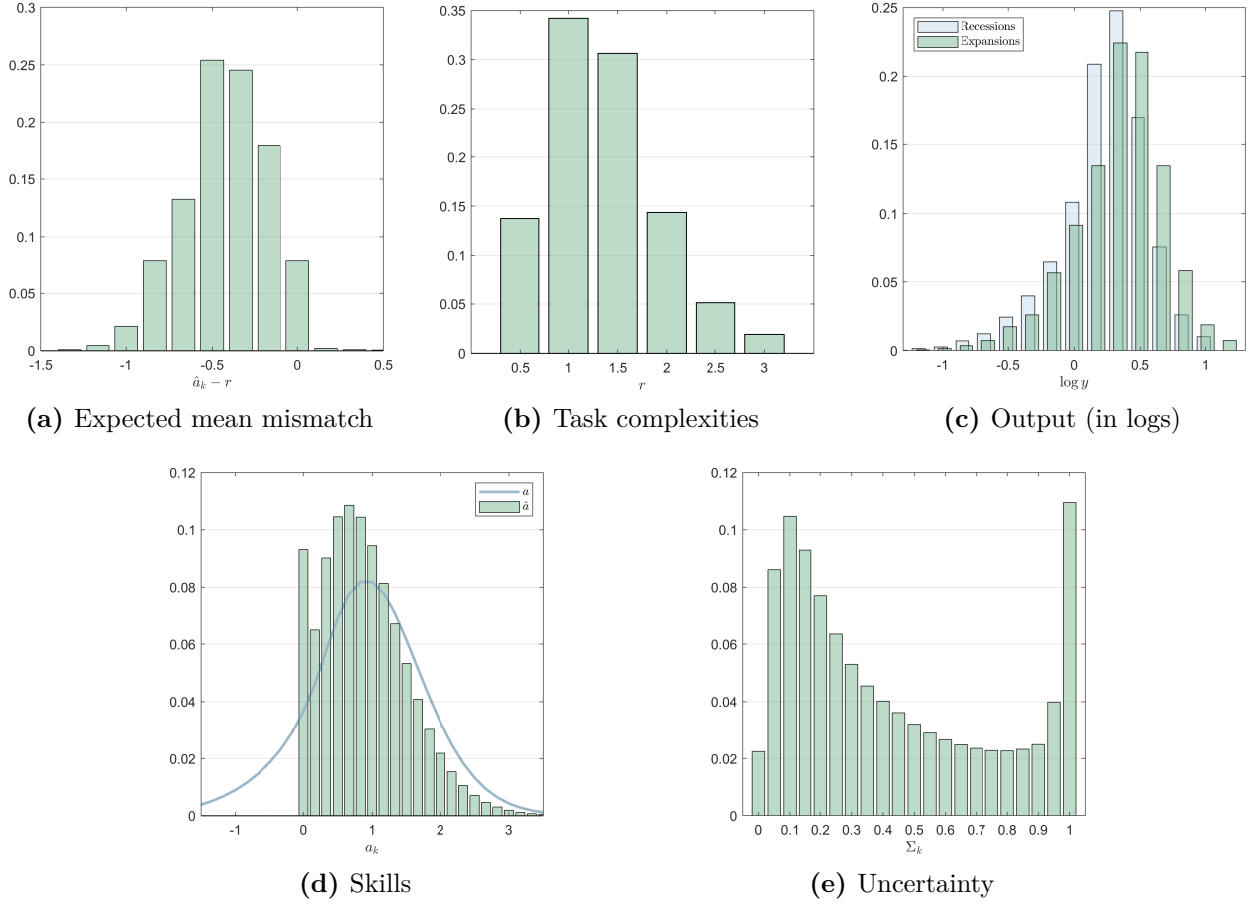 0.3
0.25
0.2
0.15
0.1
0.05
0
-1.5 -1 -0.5 0 0.5
â_k − r
(a) Expected mean mismatch
0.35
0.3
0.25
0.2
0.15
0.1
0.05
0
0.5 1 1.5 2 2.5 3
r
(b) Task complexities
0.25
Recessions
Expansions
0.2
0.15
0.1
0.05
0
-1 -0.5 0 0.5 1
log y
(c) Output (in logs)
0.12
a
â
0.1
0.08
0.06
0.04
0.02
0
-1 0 1 2 3
a_k
(d) Skills
0.12
0.1
0.08
0.06
0.04
0.02
0
0 0.1 0.2 0.3 0.4 0.5 0.6 0.7 0.8 0.9 1
Σ_k
(e) Uncertainty